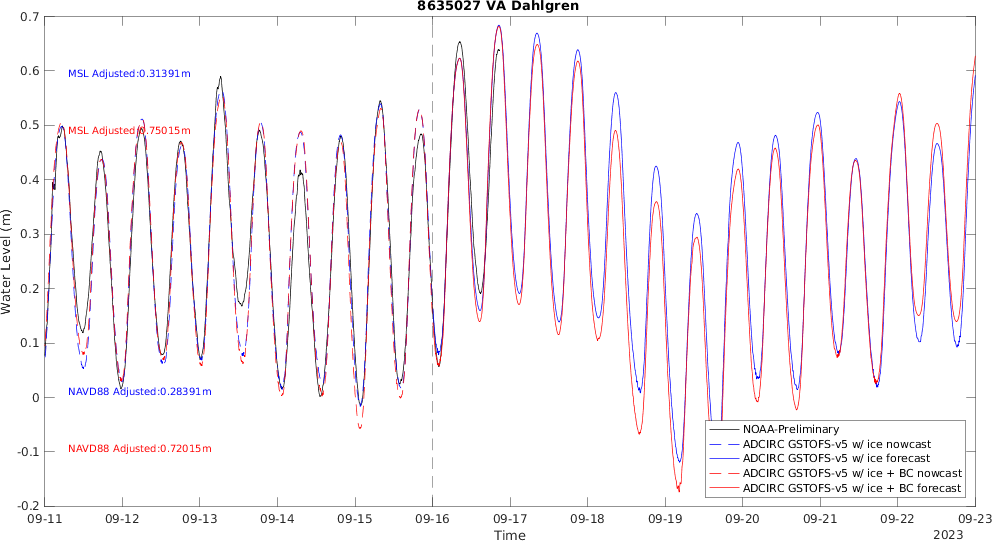 8635027 VA Dahlgren
Water Level (m)
0.7
0.6
0.5
0.4
0.3
0.2
0.1
0
-0.1
-0.2
MSL Adjusted:0.31391m
MSL Adjusted:0.75015m
NAVD88 Adjusted:0.28391m
NAVD88 Adjusted:0.72015m
NOAA-Preliminary
ADCIRC GSTOFS-v5 w/ ice nowcast
ADCIRC GSTOFS-v5 w/ ice forecast
ADCIRC GSTOFS-v5 w/ ice + BC nowcast
ADCIRC GSTOFS-v5 w/ ice + BC forecast
09-11 09-12 09-13 09-14 09-15 09-16 09-17 09-18 09-19 09-20 09-21 09-22 09-23
Time
2023